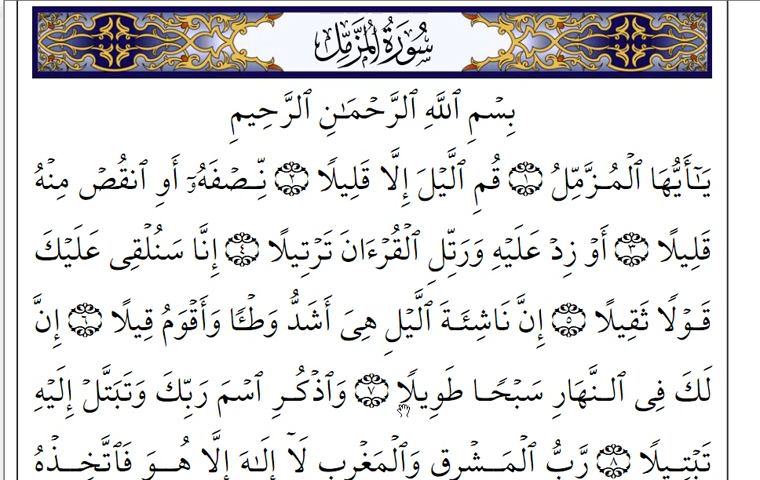 سُورَةُ المُزَّمِّلِ
بِسۡمِ ٱللَّهِ ٱلرَّحۡمَـٰنِ ٱلرَّحِيمِ
يَـٰٓأَيُّهَا ٱلۡمُزَّمِّلُ ١ قُمِ ٱلَّيۡلَ إِلَّا قَلِيلًا ٢ نِّصۡفَهُۥٓ أَوِ ٱنقُصۡ مِنۡهُ
قَلِيلًا ٣ أَوۡ زِدۡ عَلَيۡهِ وَرَتِّلِ ٱلۡقُرۡءَانَ تَرۡتِيلًا ٤ إِنَّا سَنُلۡقِى عَلَيۡكَ
قَوۡلًا ثَقِيلًا ٥ إِنَّ نَاشِئَةَ ٱلَّيۡلِ هِىَ أَشَدُّ وَطۡـًٔا وَأَقۡوَمُ قِيلًا ٦ إِنَّ
لَكَ فِى ٱلنَّهَارِ سَبۡحًا طَوِيلًا ٧ وَٱذۡكُرِ ٱسۡمَ رَبِّكَ وَتَبَتَّلۡ إِلَيۡهِ
تَبۡتِيلًا ٨ رَّبُّ ٱلۡمَشۡرِقِ وَٱلۡمَغۡرِبِ لَآ إِلَـٰهَ إِلَّا هُوَ فَٱتَّخِذۡهُ